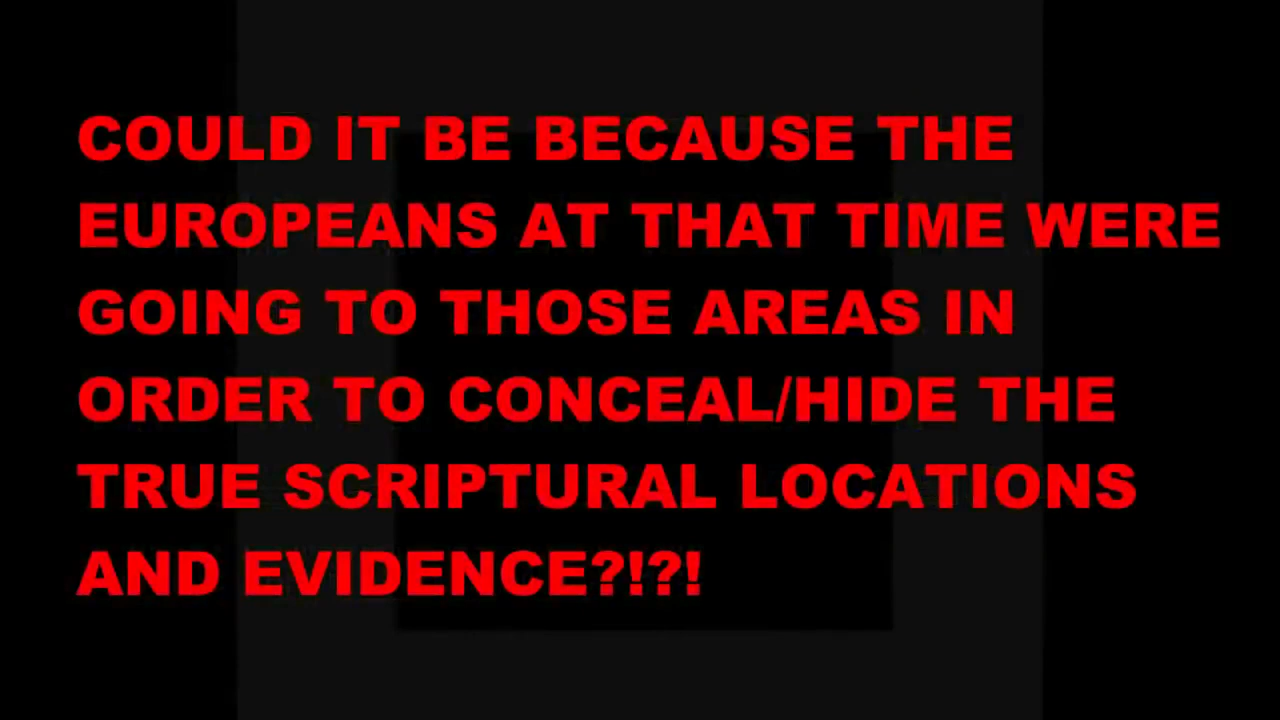 COULD IT BE BECAUSE THE
EUROPEANS AT THAT TIME WERE
GOING TO THOSE AREAS IN
ORDER TO CONCEAL/HIDE THE
TRUE SCRIPTURAL LOCATIONS
AND EVIDENCE?!?!